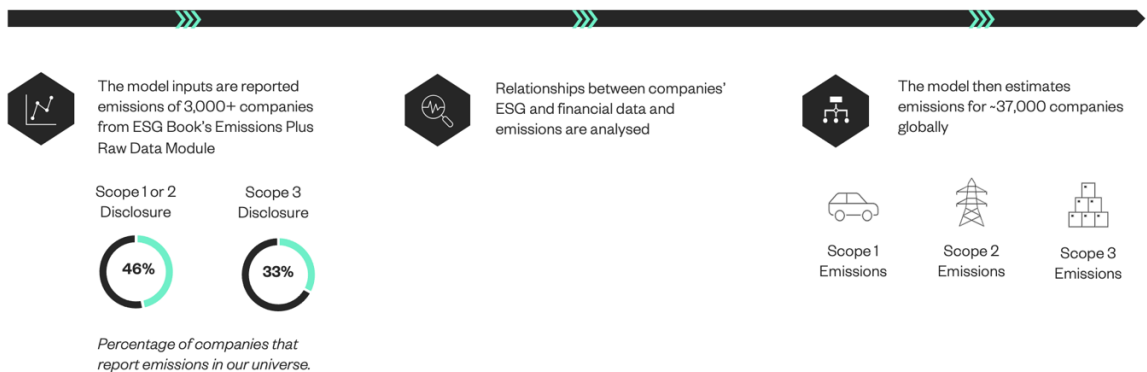 The model inputs are reported
emissions of 3,000+ companies
from ESG Book's Emissions Plus
Raw Data Module
Scope 1 or 2
Disclosure
46%
Scope 3
Disclosure
33%
Percentage of companies that
report emissions in our universe.
Relationships between companies'
ESG and financial data and
emissions are analysed
The model then estimates
emissions for ~37,000 companies
globally
Scope 1
Emissions
Scope 2
Emissions
Scope 3
Emissions